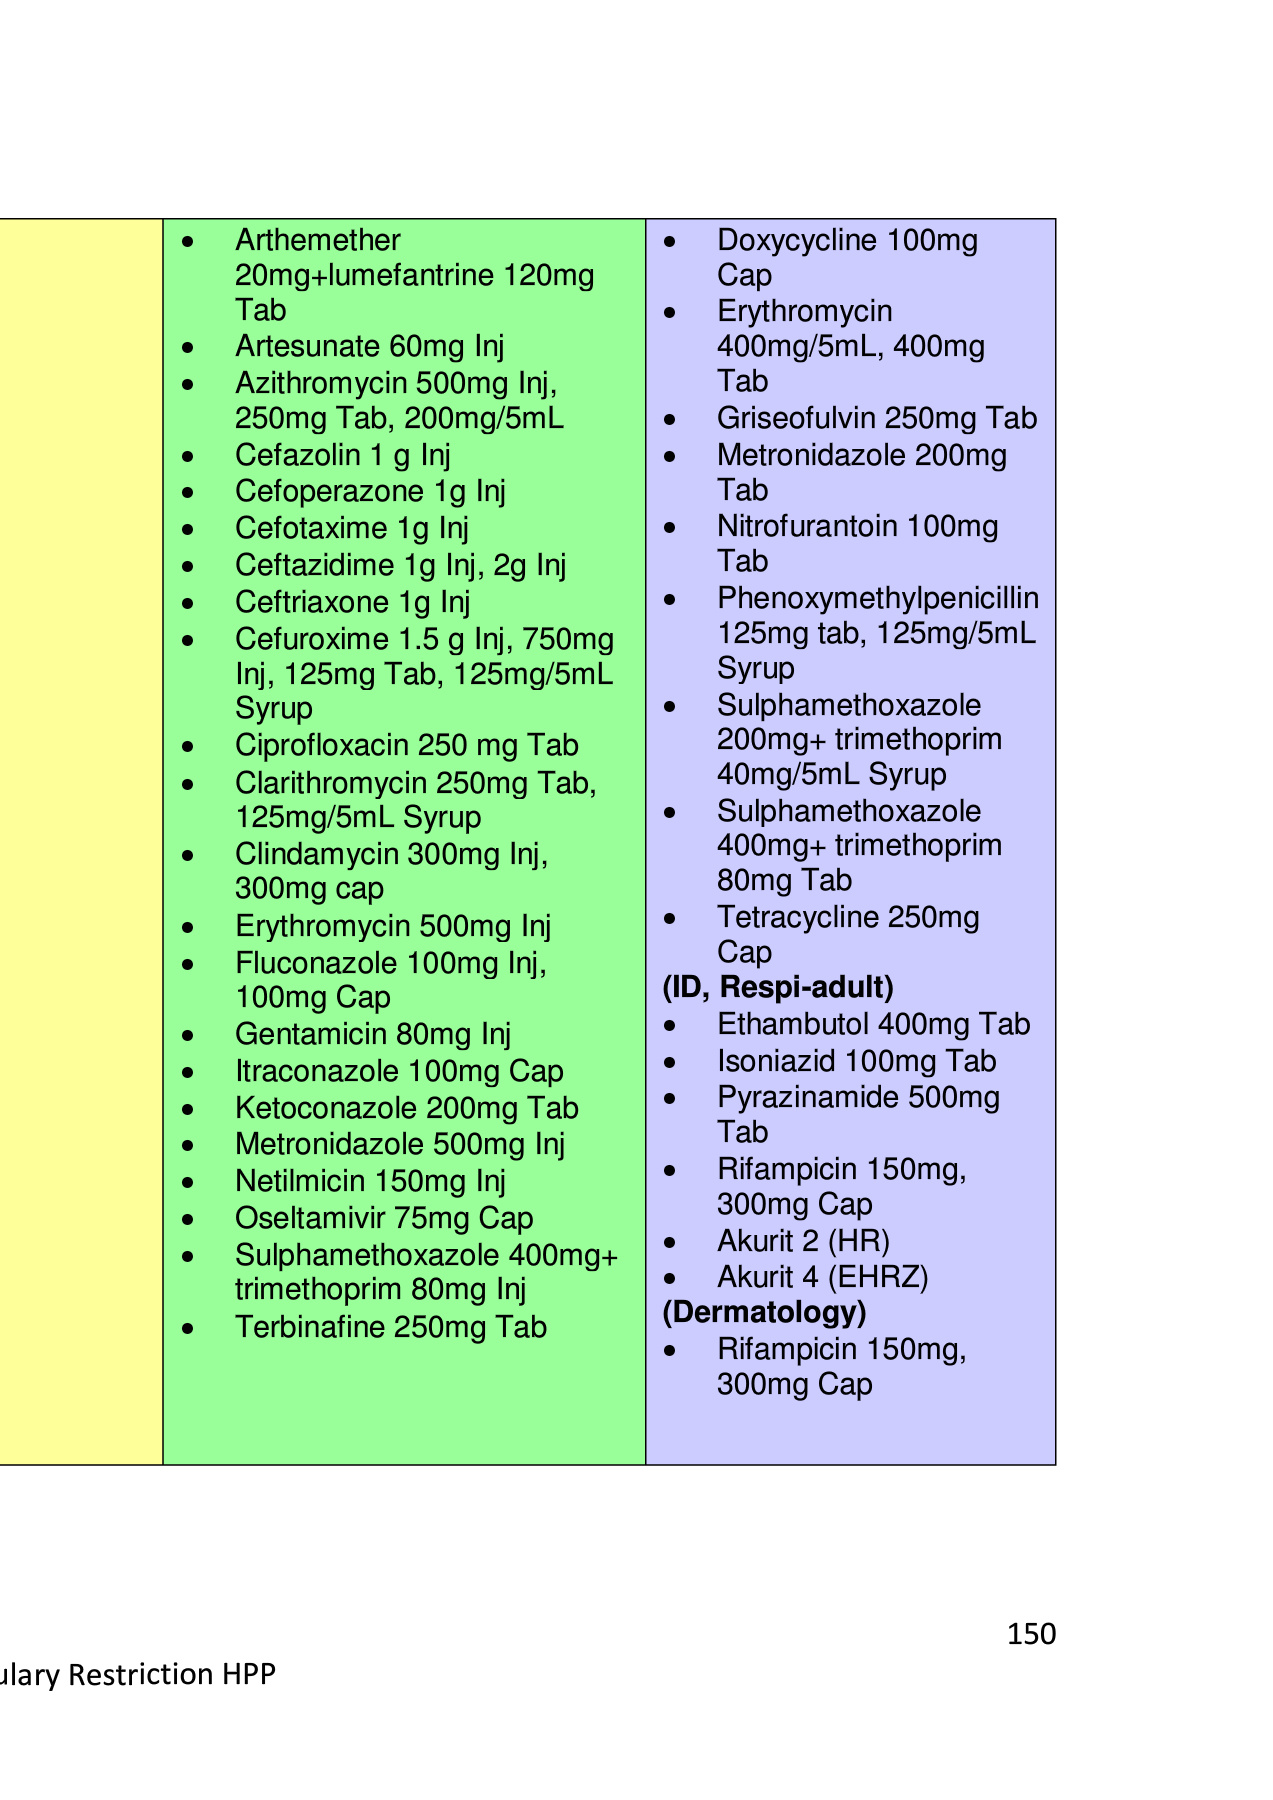 • Arthemether
20mg+lumefantrine 120mg
Tab
• Artesunate 60mg Inj
• Azithromycin 500mg Inj,
250mg Tab, 200mg/5mL
• Cefazolin 1 g Inj
• Cefoperazone 1g Inj
• Cefotaxime 1g Inj
• Ceftazidime 1g Inj, 2g Inj
• Ceftriaxone 1g Inj
• Cefuroxime 1.5 g Inj, 750mg
Inj, 125mg Tab, 125mg/5mL
Syrup
• Ciprofloxacin 250 mg Tab
• Clarithromycin 250mg Tab,
125mg/5mL Syrup
• Clindamycin 300mg Inj,
300mg cap
• Erythromycin 500mg Inj
• Fluconazole 100mg Inj,
100mg Cap
• Gentamicin 80mg Inj
• Itraconazole 100mg Cap
• Ketoconazole 200mg Tab
• Metronidazole 500mg Inj
• Netilmicin 150mg Inj
• Oseltamivir 75mg Cap
• Sulphamethoxazole 400mg+
trimethoprim 80mg Inj
• Terbinafine 250mg Tab
• Doxycycline 100mg
Cap
• Erythromycin
400mg/5mL, 400mg
Tab
• Griseofulvin 250mg Tab
• Metronidazole 200mg
Tab
• Nitrofurantoin 100mg
Tab
• Phenoxymethylpenicillin
125mg tab, 125mg/5mL
Syrup
• Sulphamethoxazole
200mg+ trimethoprim
40mg/5mL Syrup
• Sulphamethoxazole
400mg+ trimethoprim
80mg Tab
• Tetracycline 250mg
Cap
(ID, Respi-adult)
• Ethambutol 400mg Tab
• Isoniazid 100mg Tab
• Pyrazinamide 500mg
Tab
• Rifampicin 150mg,
300mg Cap
• Akurit 2 (HR)
• Akurit 4 (EHRZ)
(Dermatology)
• Rifampicin 150mg,
300mg Cap
150
ulary Restriction HPP